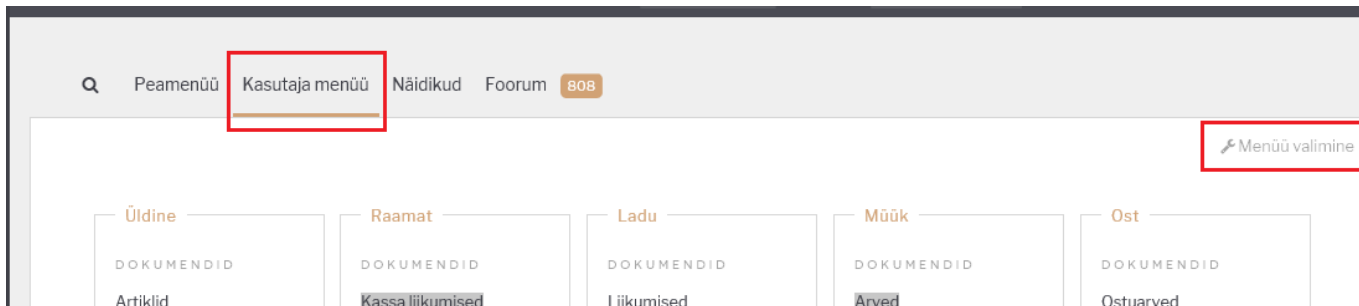 Peamenüü Kasutaja menüü Näidikud Foorum 808
Menüü valimine
Üldine Raamat Ladu Müük Ost
DOKUMENDID DOKUMENDID DOKUMENDID DOKUMENDID DOKUMENDID
Artiklid Kassa liikumised Liikumised Arved Ostuarved